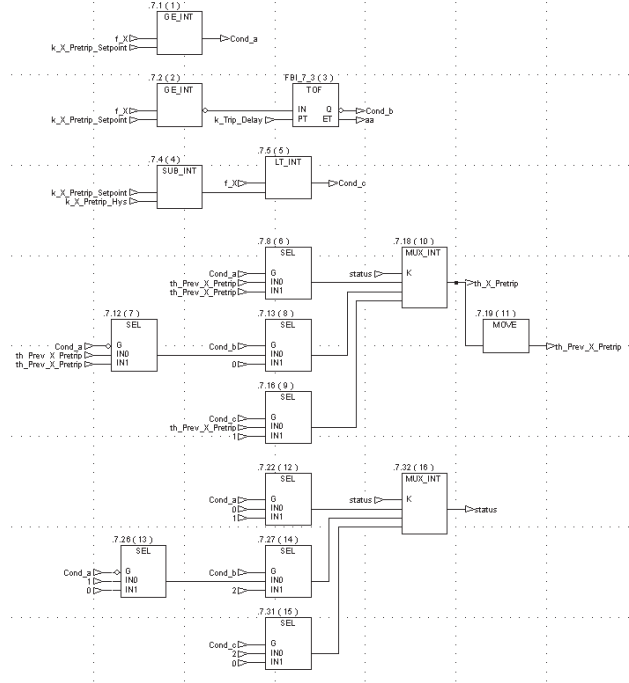 .7.1 ( 1 )
GE_INT
f_X
k_X_Pretrip_Setpoint
Cond_a
.7.2 ( 2 )
GE_INT
f_X
k_X_Pretrip_Setpoint
FBI_7_3 ( 3 )
TOF
IN Q
PT ET
k_Trip_Delay
Cond_b
aa
.7.4 ( 4 )
SUB_INT
k_X_Pretrip_Setpoint
k_X_Pretrip_Hys
.7.5 ( 5 )
LT_INT
f_X
Cond_c
.7.8 ( 6 )
SEL
Cond_a G
th_Prev_X_Pretrip IN0
th_Prev_X_Pretrip IN1
.7.18 ( 10 )
MUX_INT
status K
th_X_Pretrip
.7.19 ( 11 )
MOVE
th_Prev_X_Pretrip
.7.12 ( 7 )
SEL
Cond_a G
th_Prev_X_Pretrip IN0
th_Prev_X_Pretrip IN1
.7.13 ( 8 )
SEL
Cond_b G
IN0
0 IN1
.7.16 ( 9 )
SEL
Cond_c G
th_Prev_X_Pretrip IN0
1 IN1
.7.22 ( 12 )
SEL
Cond_a G
0 IN0
1 IN1
.7.32 ( 16 )
MUX_INT
status K
status
.7.26 ( 13 )
SEL
Cond_a G
1 IN0
0 IN1
.7.27 ( 14 )
SEL
Cond_b G
IN0
2 IN1
.7.31 ( 15 )
SEL
Cond_c G
2 IN0
0 IN1